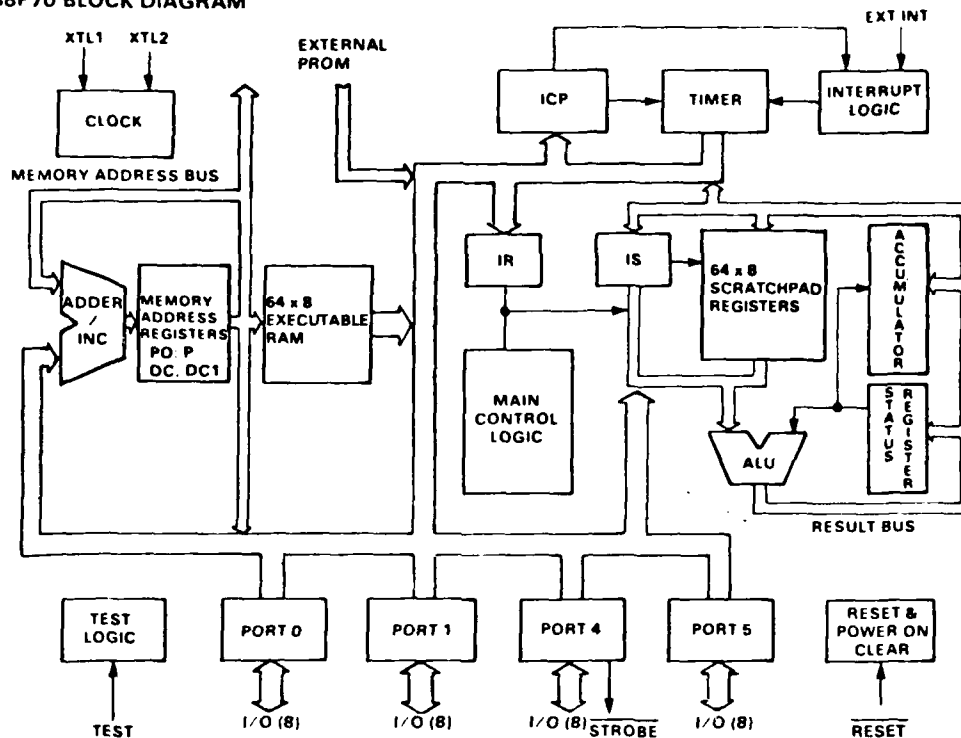 BLOCK DIAGRAM
XTL1 XTL2
EXTERNAL
PROM
EXT INT
CLOCK
ICP
TIMER
INTERRUPT
LOGIC
MEMORY ADDRESS BUS
IR
IS
64 x 8
SCRATCHPAD
REGISTERS
ACCUMULATOR
ADDER
/
INC
MEMORY
ADDRESS
REGISTERS
PO: P
DC. DC1
64 x 8
EXECUTABLE
RAM
MAIN
CONTROL
LOGIC
STATUS
REGISTER
ALU
RESULT BUS
TEST
LOGIC
PORT 0
PORT 1
PORT 4
PORT 5
RESET &
POWER ON
CLEAR
TEST
I/O (8)
I/O (8)
I/O (8)
STROBE
I/O (8)
RESET